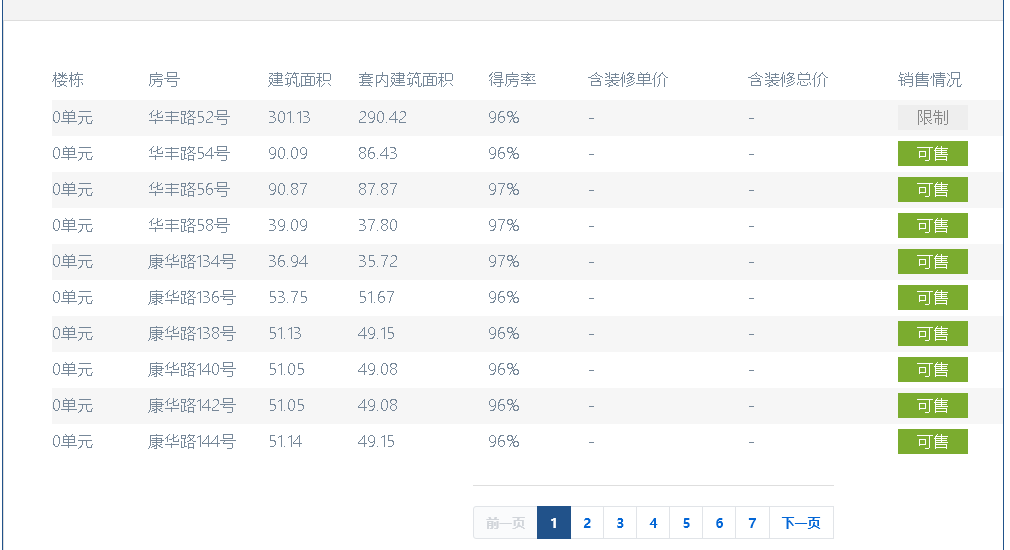 楼栋 房号 建筑面积 套内建筑面积 得房率 含装修单价 含装修总价 销售情况
0单元 华丰路52号 301.13 290.42 96% - - 限制
0单元 华丰路54号 90.09 86.43 96% - - 可售
0单元 华丰路56号 90.87 87.87 97% - - 可售
0单元 华丰路58号 39.09 37.80 97% - - 可售
0单元 康华路134号 36.94 35.72 97% - - 可售
0单元 康华路136号 53.75 51.67 96% - - 可售
0单元 康华路138号 51.13 49.15 96% - - 可售
0单元 康华路140号 51.05 49.08 96% - - 可售
0单元 康华路142号 51.05 49.08 96% - - 可售
0单元 康华路144号 51.14 49.15 96% - - 可售
前一页 1 2 3 4 5 6 7 下一页